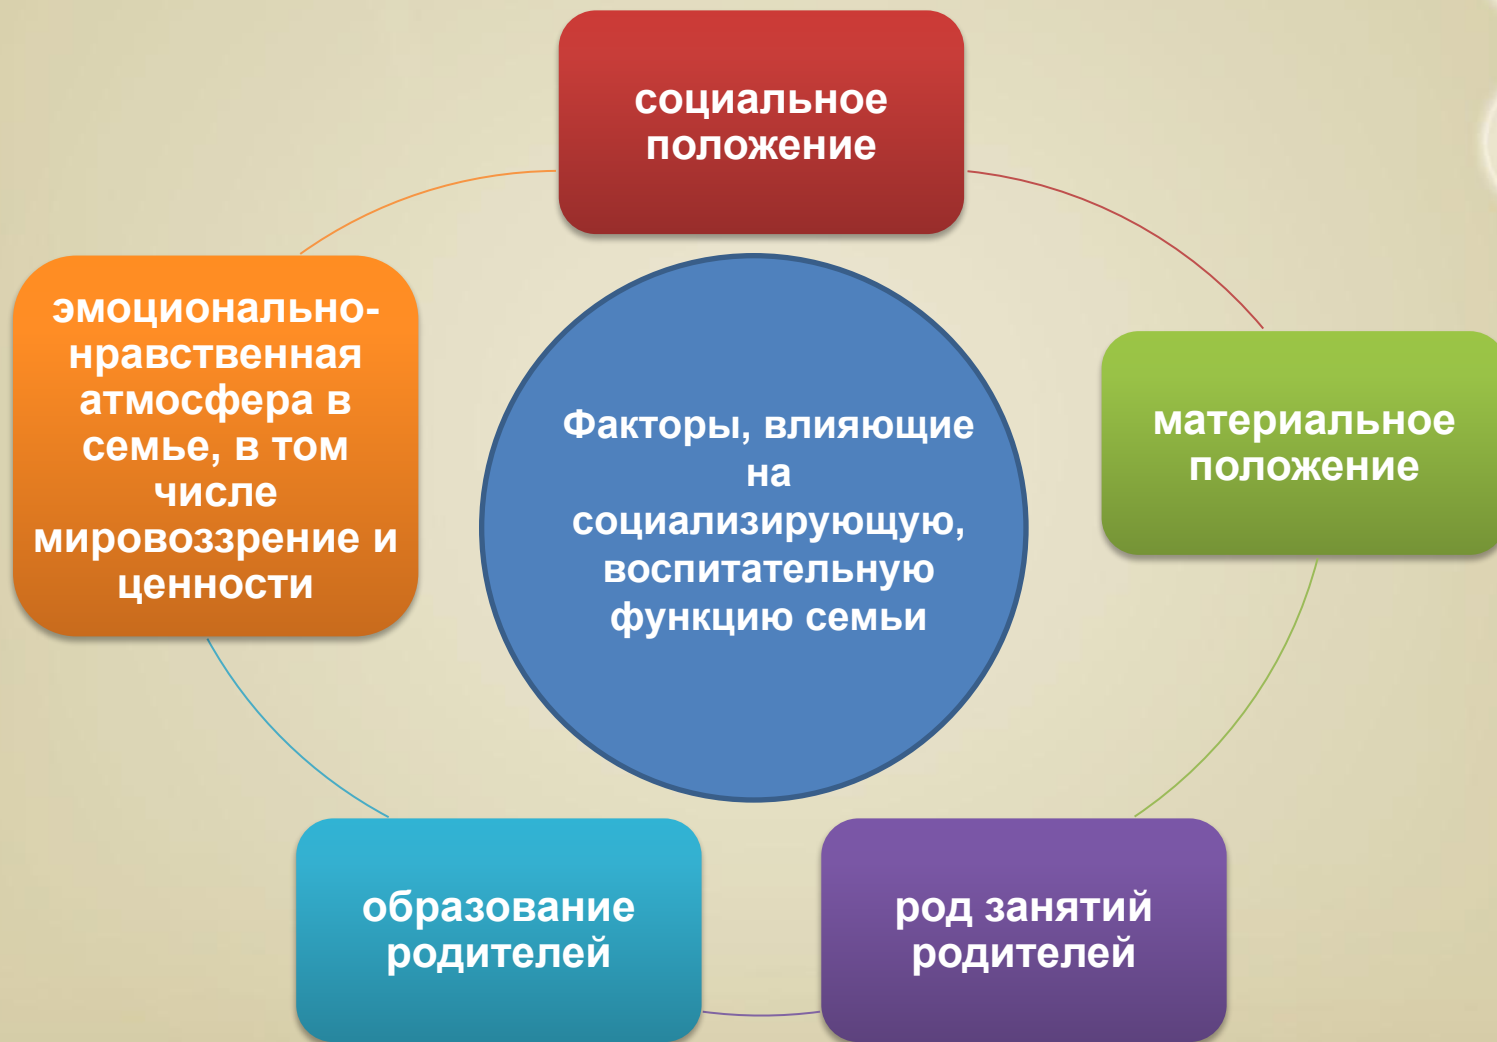 социальное
положение
эмоционально-
нравственная
атмосфера в
семье, в том
числе
мировоззрение и
ценности
Факторы, влияющие
на
социализирующую,
воспитательную
функцию семьи
материальное
положение
образование
родителей
род занятий
родителей